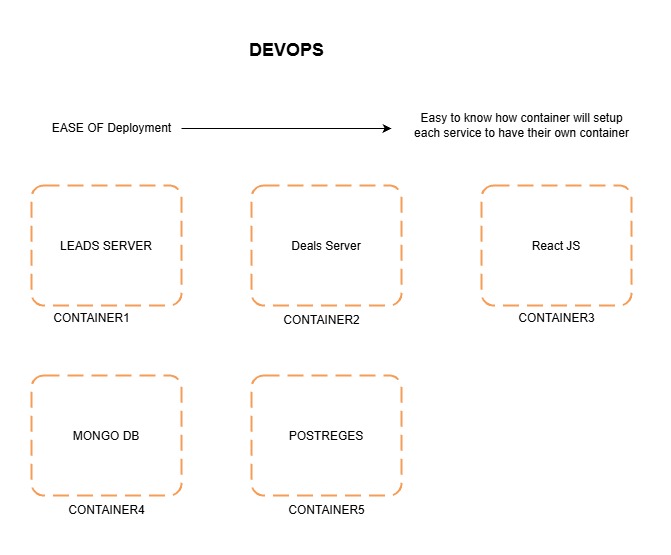 DEVOPS
EASE OF Deployment
Easy to know how container will setup
each service to have their own container
LEADS SERVER
Deals Server
React JS
CONTAINER1
CONTAINER2
CONTAINER3
MONGO DB
POSTREGES
CONTAINER4
CONTAINER5